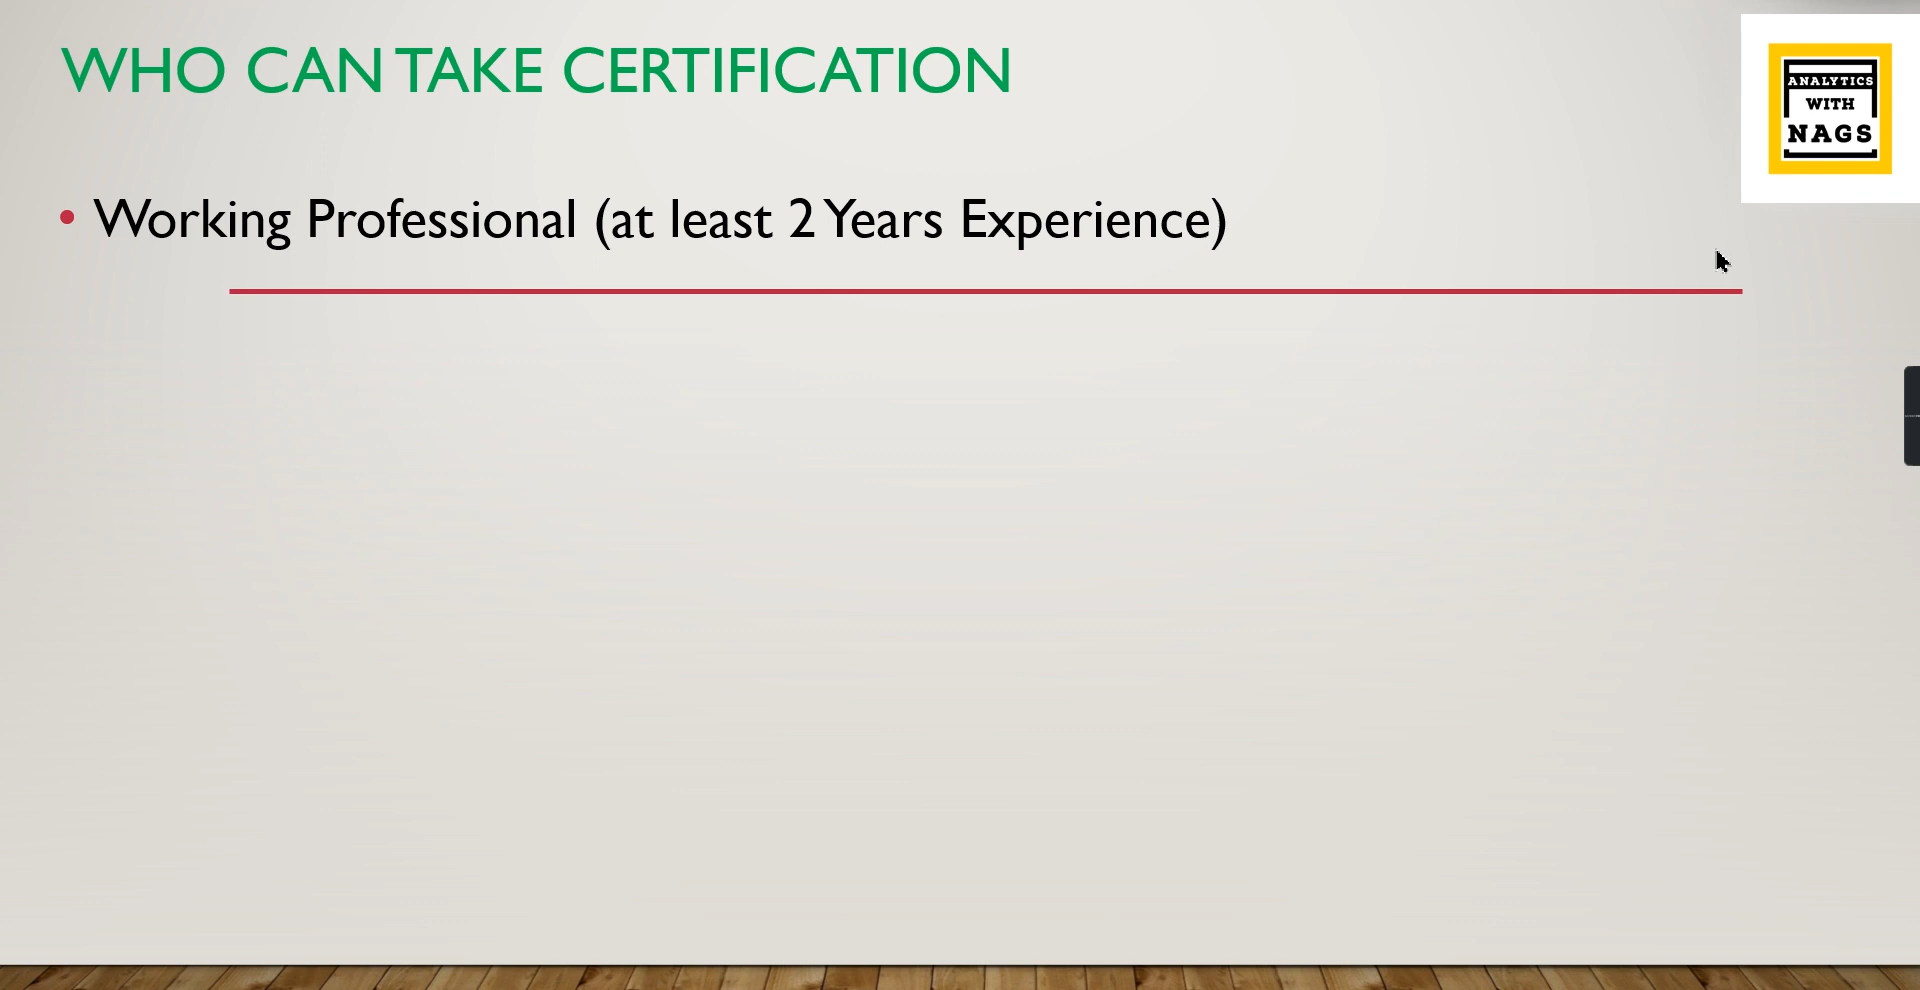 WHO CAN TAKE CERTIFICATION
ANALYTICS
WITH
NAGS
• Working Professional (at least 2 Years Experience)